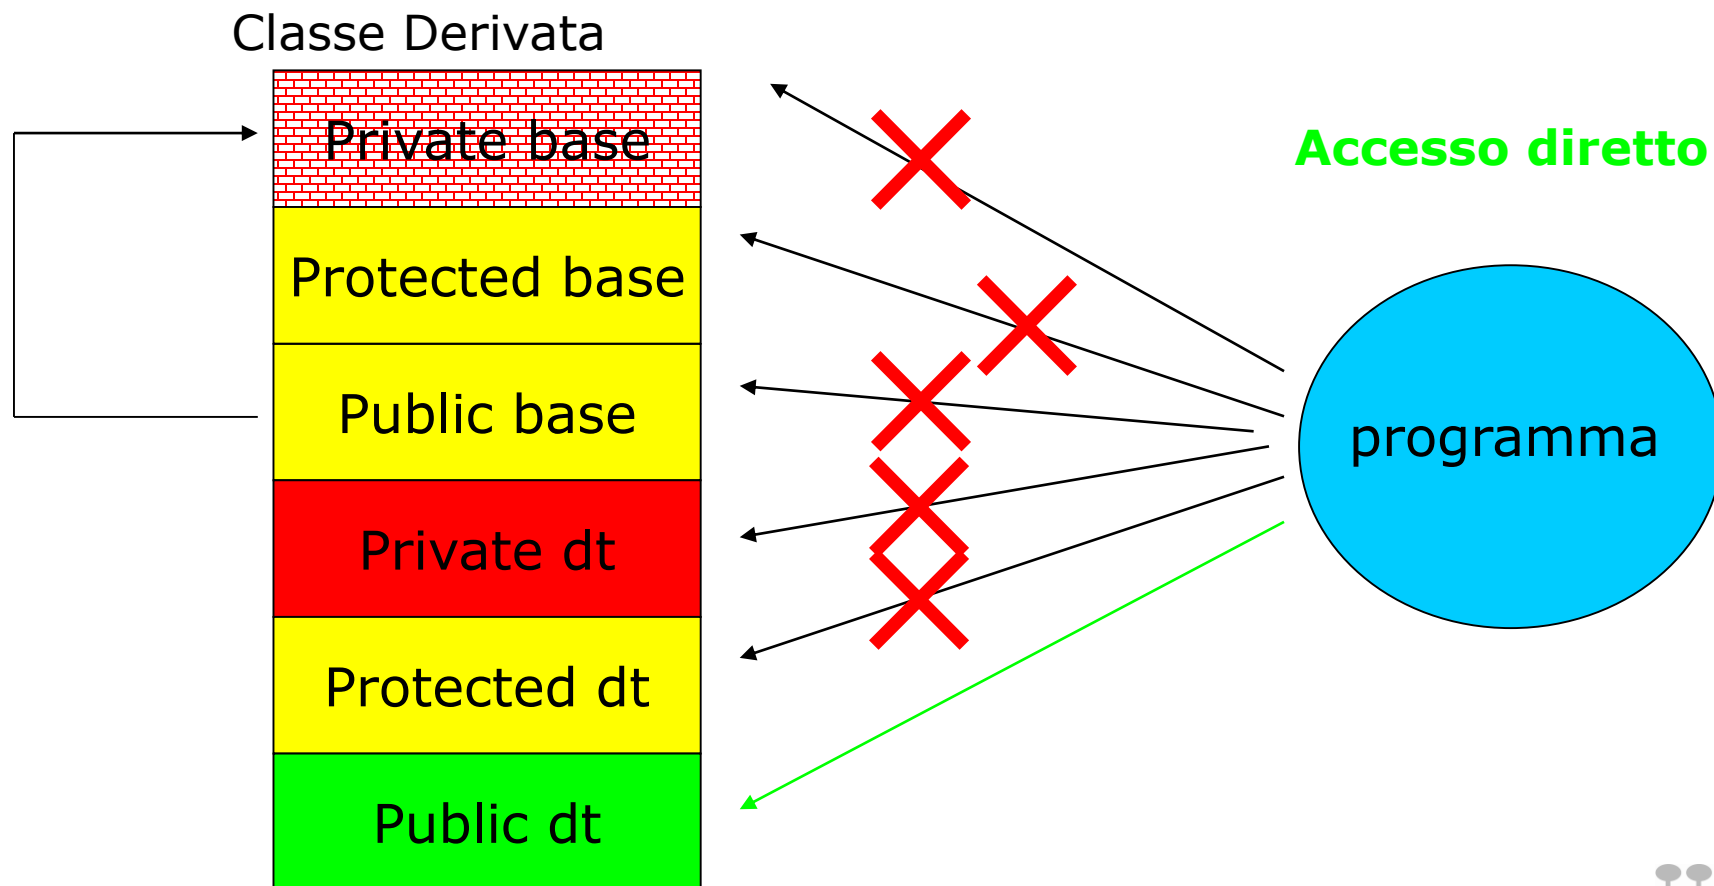 Classe Derivata
Private base
Accesso diretto
Protected base
Public base
programma
Private dt
Protected dt
Public dt